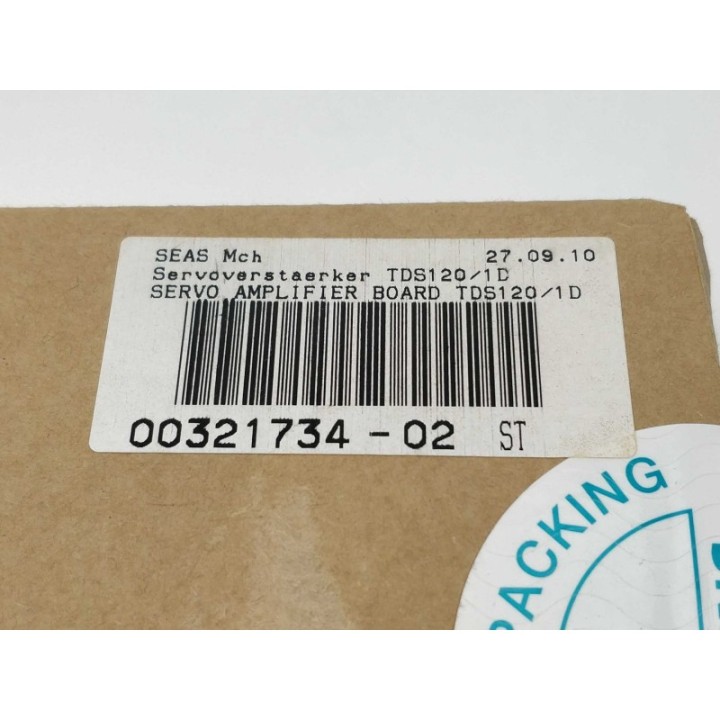 SEAS Mch 27.09.10
Servoverstaerker TDS120/1D
SERVO AMPLIFIER BOARD TDS120/1D
00321734-02 ST
PACKING